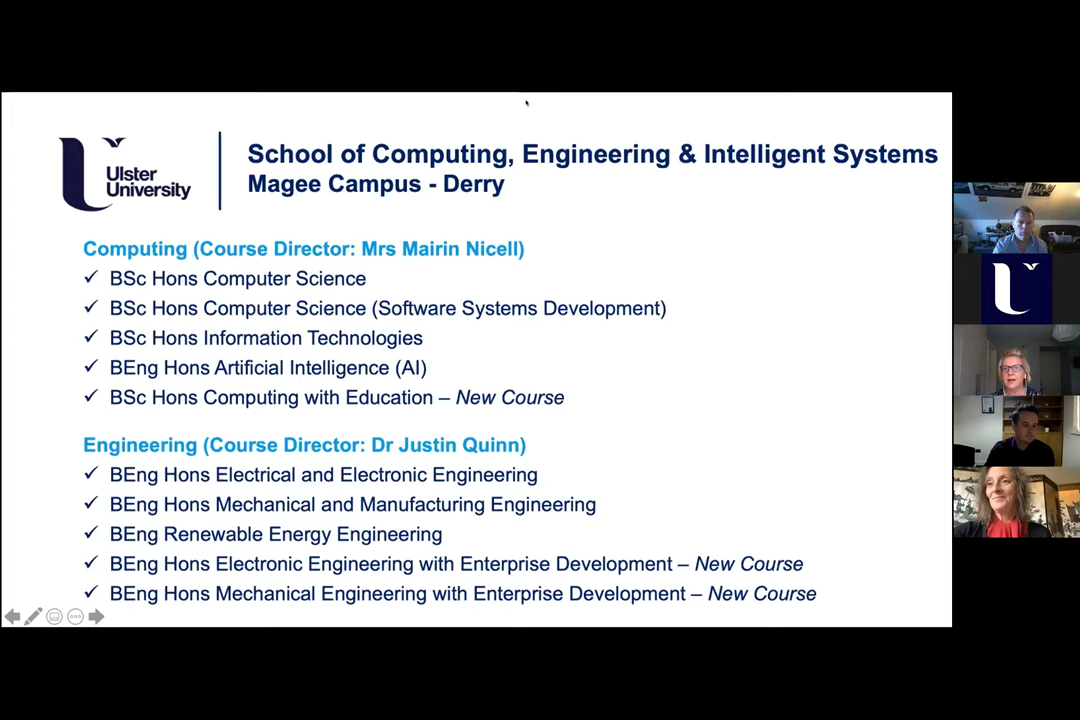 School of Computing, Engineering & Intelligent Systems
Magee Campus - Derry
Ulster
University
Computing (Course Director: Mrs Mairin Nicell)
✓ BSc Hons Computer Science
✓ BSc Hons Computer Science (Software Systems Development)
✓ BSc Hons Information Technologies
✓ BEng Hons Artificial Intelligence (AI)
✓ BSc Hons Computing with Education – New Course
Engineering (Course Director: Dr Justin Quinn)
✓ BEng Hons Electrical and Electronic Engineering
✓ BEng Hons Mechanical and Manufacturing Engineering
✓ BEng Renewable Energy Engineering
✓ BEng Hons Electronic Engineering with Enterprise Development – New Course
✓ BEng Hons Mechanical Engineering with Enterprise Development – New Course